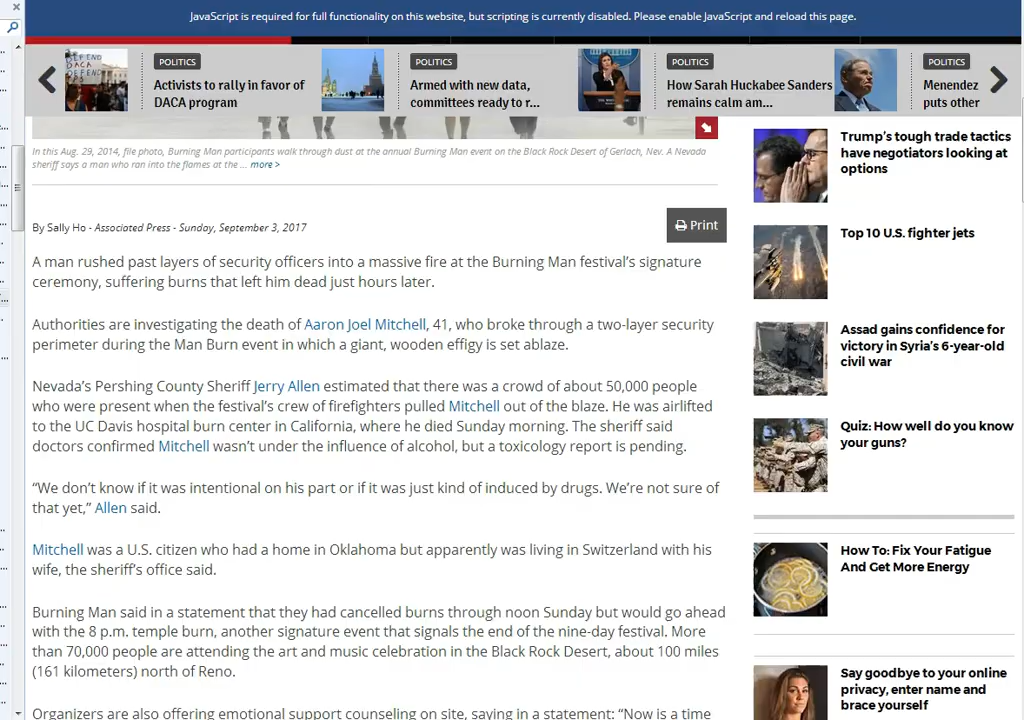 JavaScript is required for full functionality on this website, but scripting is currently disabled. Please enable JavaScript and reload this page.
POLITICS
Activists to rally in favor of
DACA program
POLITICS
Armed with new data,
committees ready to r...
POLITICS
How Sarah Huckabee Sanders
remains calm am...
POLITICS
Menendez
puts other
In this Aug. 29, 2014, file photo, Burning Man participants walk through dust at the annual Burning Man event on the Black Rock Desert of Gerlach, Nev. A Nevada
sheriff says a man who ran into the flames at the ... more >
By Sally Ho - Associated Press - Sunday, September 3, 2017
Print
A man rushed past layers of security officers into a massive fire at the Burning Man festival’s signature
ceremony, suffering burns that left him dead just hours later.
Authorities are investigating the death of Aaron Joel Mitchell, 41, who broke through a two-layer security
perimeter during the Man Burn event in which a giant, wooden effigy is set ablaze.
Nevada’s Pershing County Sheriff Jerry Allen estimated that there was a crowd of about 50,000 people
who were present when the festival’s crew of firefighters pulled Mitchell out of the blaze. He was airlifted
to the UC Davis hospital burn center in California, where he died Sunday morning. The sheriff said
doctors confirmed Mitchell wasn’t under the influence of alcohol, but a toxicology report is pending.
“We don’t know if it was intentional on his part or if it was just kind of induced by drugs. We’re not sure of
that yet,” Allen said.
Mitchell was a U.S. citizen who had a home in Oklahoma but apparently was living in Switzerland with his
wife, the sheriff’s office said.
Burning Man said in a statement that they had cancelled burns through noon Sunday but would go ahead
with the 8 p.m. temple burn, another signature event that signals the end of the nine-day festival. More
than 70,000 people are attending the art and music celebration in the Black Rock Desert, about 100 miles
(161 kilometers) north of Reno.
Organizers are also offering emotional support counseling on site, saying in a statement: “Now is a time
Trump’s tough trade tactics
have negotiators looking at
options
Top 10 U.S. fighter jets
Assad gains confidence for
victory in Syria’s 6-year-old
civil war
Quiz: How well do you know
your guns?
How To: Fix Your Fatigue
And Get More Energy
Say goodbye to your online
privacy, enter name and
brace yourself